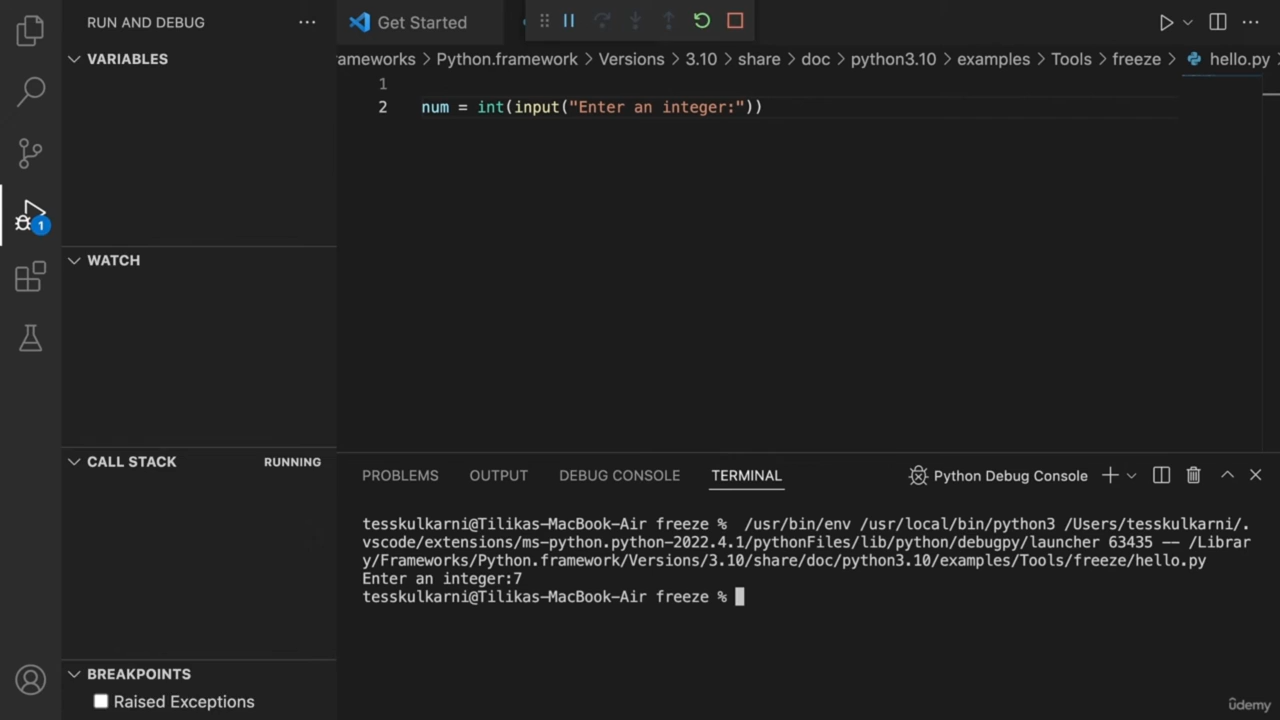 RUN AND DEBUG
Get Started
VARIABLES
rameworks > Python.framework > Versions > 3.10 > share > doc > python3.10 > examples > Tools > freeze > hello.py
1
2 num = int(input("Enter an integer:"))
1
WATCH
CALL STACK RUNNING
PROBLEMS OUTPUT DEBUG CONSOLE TERMINAL Python Debug Console
tesskulkarni@Tilikas-MacBook-Air freeze % /usr/bin/env /usr/local/bin/python3 /Users/tesskulkarni/.
vscode/extensions/ms-python.python-2022.4.1/pythonFiles/lib/python/debugpy/launcher 63435 -- /Librar
y/Frameworks/Python.framework/Versions/3.10/share/doc/python3.10/examples/Tools/freeze/hello.py
Enter an integer:7
tesskulkarni@Tilikas-MacBook-Air freeze %
BREAKPOINTS
Raised Exceptions
ûdemy